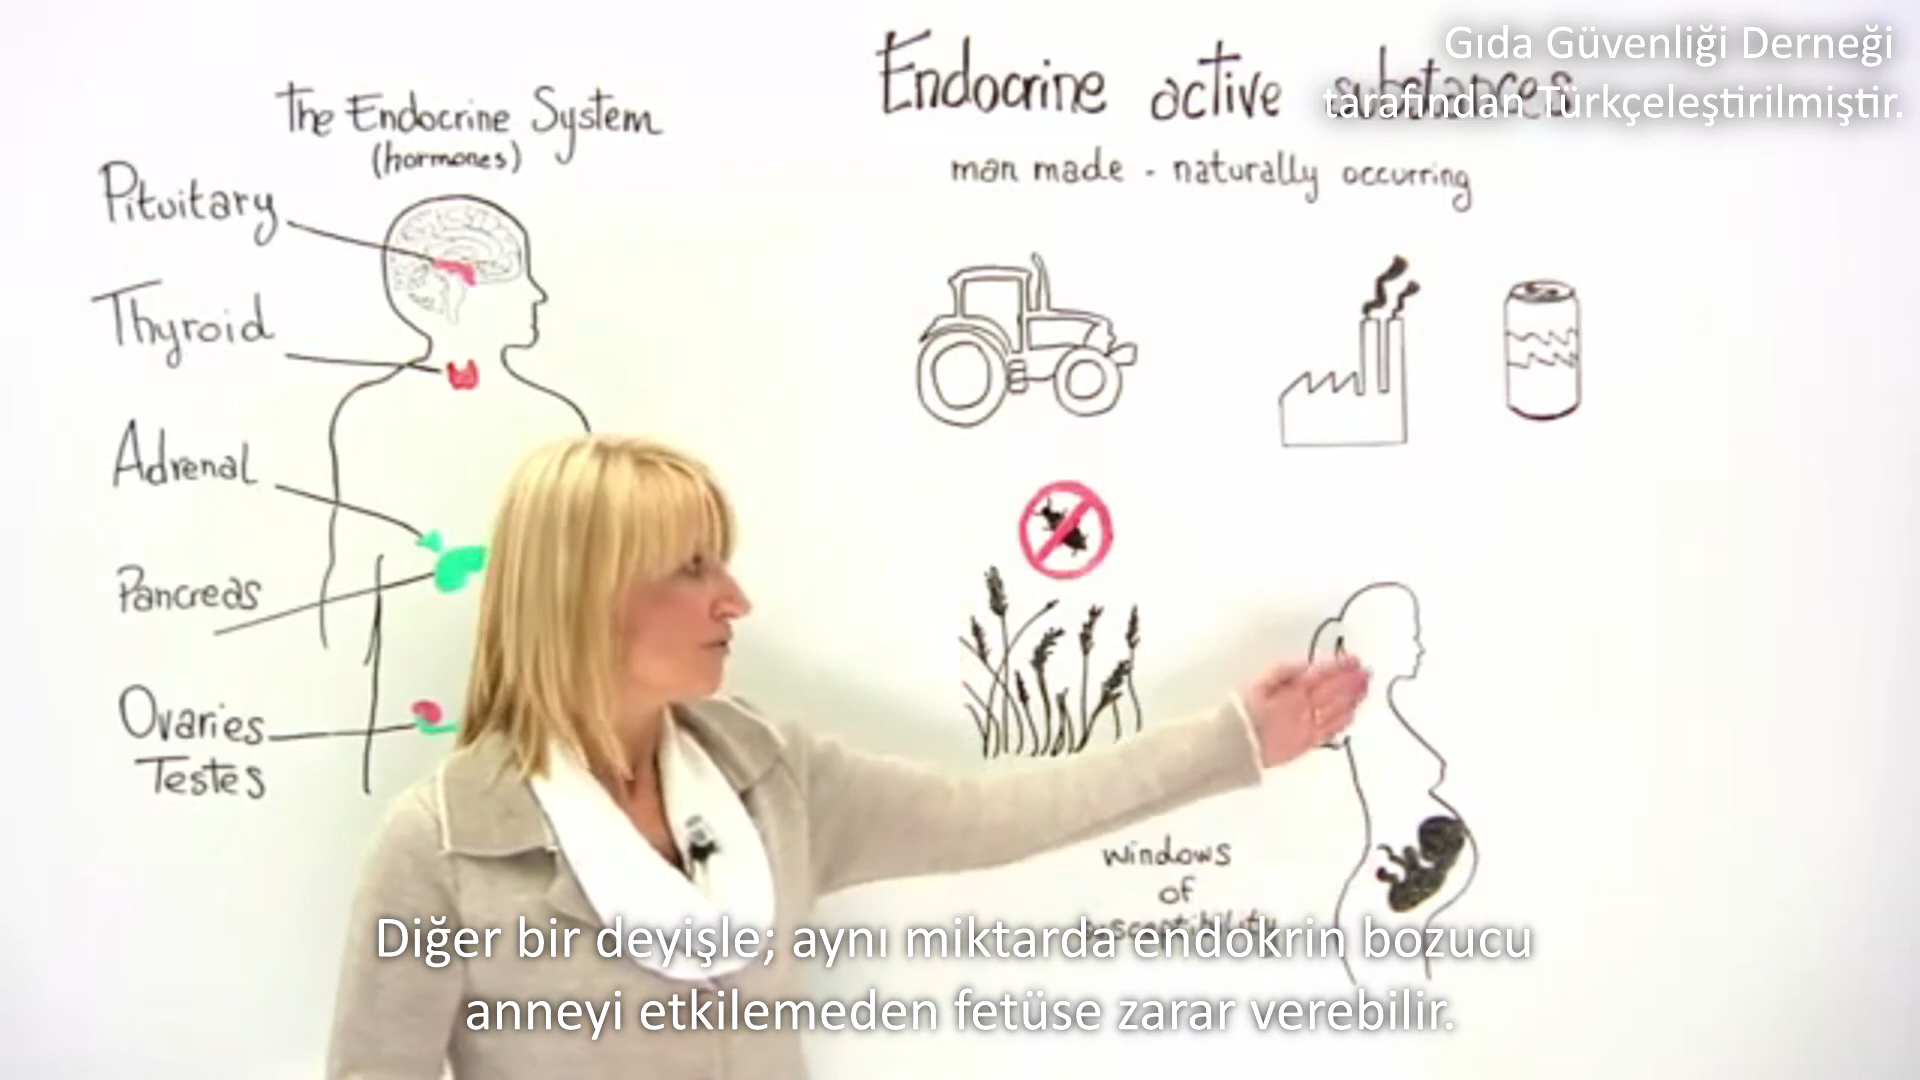 Gıda Güvenliği Derneği
tarafından Türkçeleştirilmiştir.
Endocrine active substances
man made - naturally occurring
The Endocrine System
(hormones)
Pituitary
Thyroid
Adrenal
Pancreas
Ovaries
Testes
windows
of
Diğer bir deyişle; aynı miktarda endokrin bozucu
anneyi etkilemeden fetüse zarar verebilir.